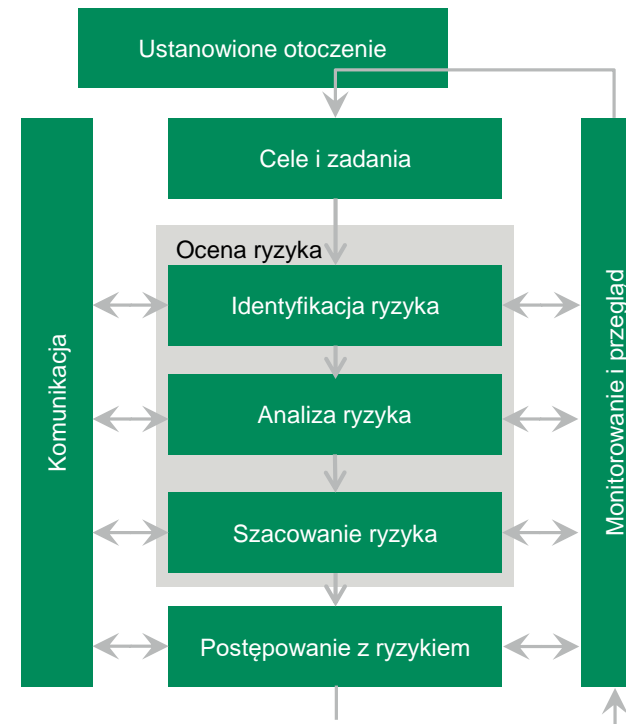 Ustanowione otoczenie
Cele i zadania
Ocena ryzyka
Identyfikacja ryzyka
Analiza ryzyka
Szacowanie ryzyka
Postępowanie z ryzykiem
Komunikacja
Monitorowanie i przegląd